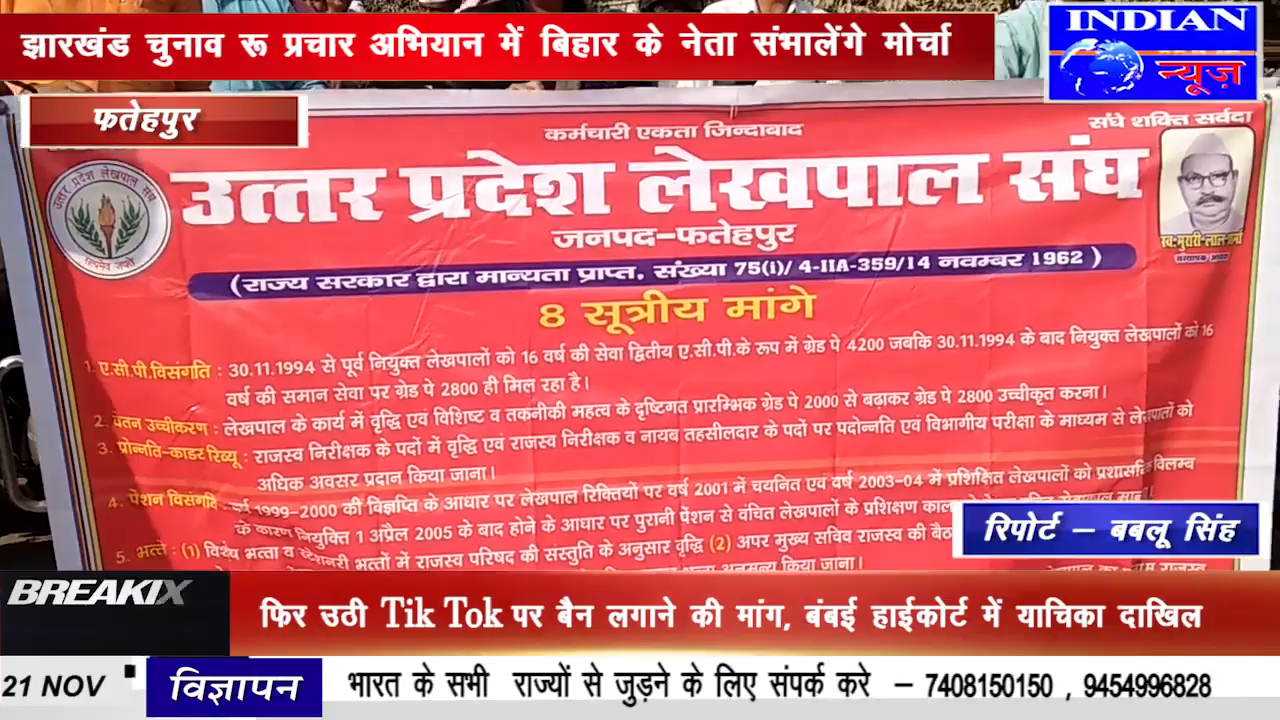 झारखंड चुनाव रू प्रचार अभियान में बिहार के नेता संभालेंगे मोर्चा
INDIAN
न्यूज़
फतेहपुर
कर्मचारी एकता जिन्दाबाद
संघे शक्ति सर्वदा
उत्तर प्रदेश लेखपाल संघ
उत्तर प्रदेश लेखपाल संघ
जनपद-फतेहपुर
(राज्य सरकार द्वारा मान्यता प्राप्त, संख्या 75(i)/ 4-IIA-359/14 नवम्बर 1962 )
8 सूत्रीय मांगे
1. ए.सी.पी.विसंगति : 30.11.1994 से पूर्व नियुक्त लेखपालों को 16 वर्ष की सेवा द्वितीय ए.सी.पी.के रूप में ग्रेड पे 4200 जबकि 30.11.1994 के बाद नियुक्त लेखपालों को 16
वर्ष की समान सेवा पर ग्रेड पे 2800 ही मिल रहा है।
2. वेतन उच्चीकरण : लेखपाल के कार्य में वृद्धि एवं विशिष्ट व तकनीकी महत्व के दृष्टिगत प्रारम्भिक ग्रेड पे 2000 से बढ़ाकर ग्रेड पे 2800 उच्चीकृत करना।
3. प्रोन्नति-काडर रिव्यू : राजस्व निरीक्षक के पदों में वृद्धि एवं राजस्व निरीक्षक व नायब तहसीलदार के पदों पर पदोन्नति एवं विभागीय परीक्षा के माध्यम से लेखपालों को
अधिक अवसर प्रदान किया जाना।
4. पेंशन विसंगति वर्ष 1999-2000 की विज्ञप्ति के आधार पर लेखपाल रिक्तियों पर वर्ष 2001 में चयनित एवं वर्ष 2003-04 में प्रशिक्षित लेखपालों को विलम्ब
के कारण नियुक्ति 1 अप्रैल 2005 के बाद होने के आधार पर पुरानी पेंशन से वंचित लेखपालों के प्रशिक्षण
5. भत्ते : (1) विशेष भत्ता व स्टेशनरी भत्तों में राजस्व परिषद की संस्तुति के अनुसार वृद्धि (2) अपर मुख्य सचिव राजस्व की
किया जाना।
रिपोर्ट – बबलू सिंह
BREAKIX
फिर उठी Tik Tok पर बैन लगाने की मांग, बंबई हाईकोर्ट में याचिका दाखिल
21 NOV
विज्ञापन
भारत के सभी राज्यों से जुड़ने के लिए संपर्क करे – 7408150150 , 9454996828